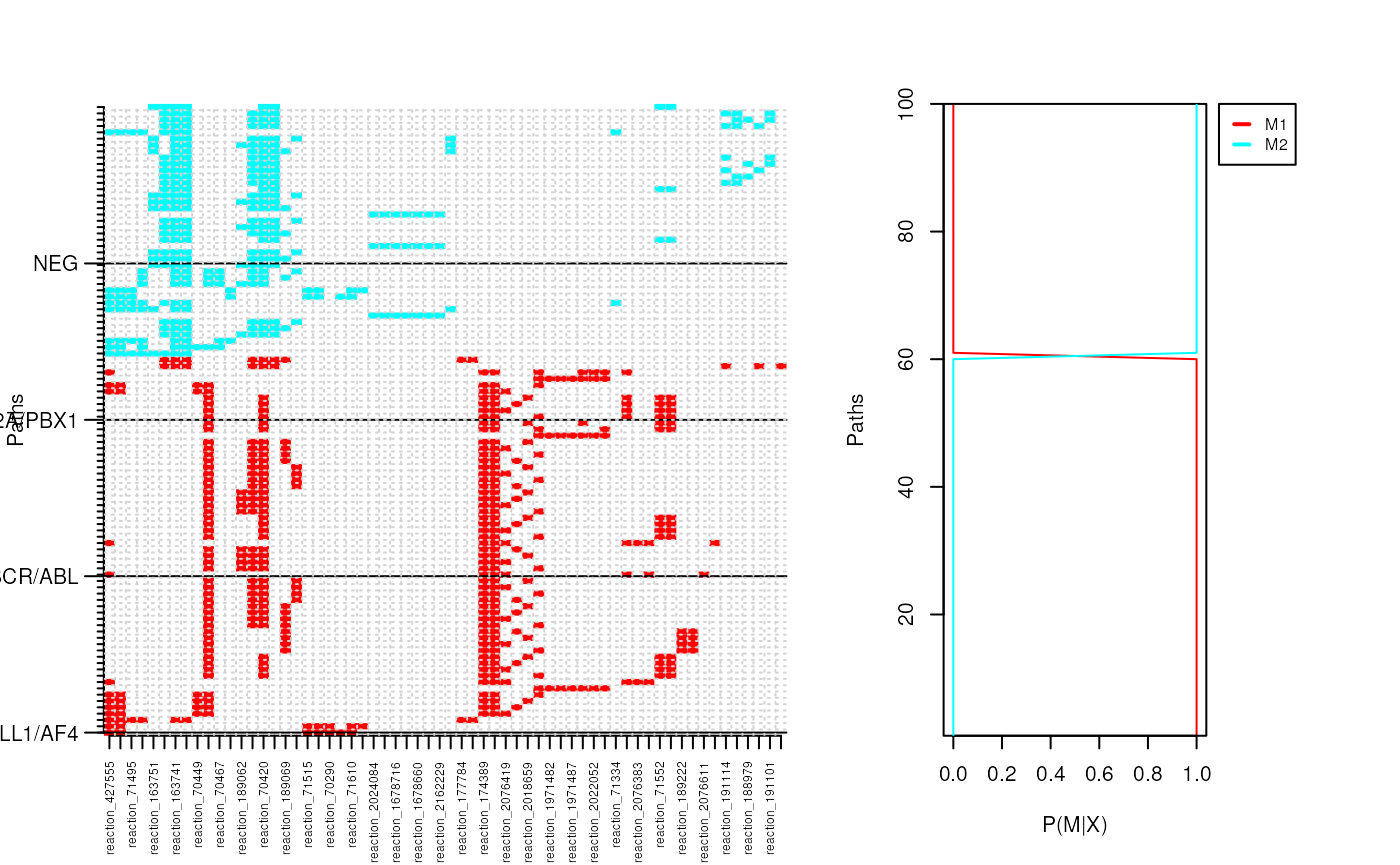 NEG
2A/PBX1
BCR/ABL
LL1/AF4
Paths
reaction_427555
reaction_71495
reaction_163751
reaction_163741
reaction_70449
reaction_70467
reaction_189062
reaction_70420
reaction_189069
reaction_71515
reaction_70290
reaction_71610
reaction_2024084
reaction_1678716
reaction_1678660
reaction_2162229
reaction_177784
reaction_174389
reaction_2076419
reaction_2018659
reaction_1971482
reaction_1971487
reaction_2022052
reaction_71334
reaction_2076383
reaction_71552
reaction_189222
reaction_2076611
reaction_191114
reaction_188979
reaction_191101
Paths
100
80
60
40
20
0.0 0.2 0.4 0.6 0.8 1.0
P(M|X)
M1
M2